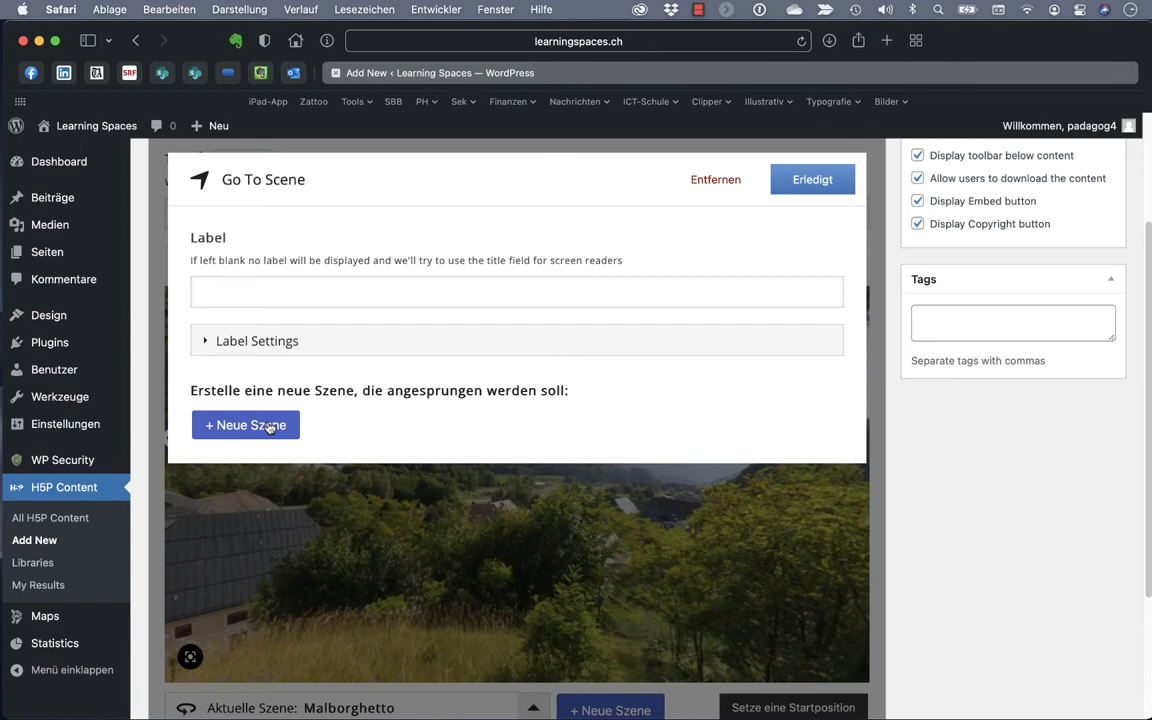 Safari Ablage Bearbeiten Darstellung Verlauf Lesezeichen Entwickler Fenster Hilfe
learningspaces.ch
SRF
Add New ‹ Learning Spaces — WordPress
iPad-App Zattoo Tools SBB PH Sek Finanzen Nachrichten ICT-Schule Clipper Illustrativ Typografie Bilder
Learning Spaces 0 Neu
Willkommen, padagog4
Dashboard
Beiträge
Medien
Seiten
Kommentare
Design
Plugins
Benutzer
Werkzeuge
Einstellungen
WP Security
H5P Content
All H5P Content
Add New
Libraries
My Results
Maps
Statistics
Menü einklappen
Go To Scene
Entfernen
Erledigt
Label
If left blank no label will be displayed and we'll try to use the title field for screen readers
Label Settings
Erstelle eine neue Szene, die angesprungen werden soll:
+ Neue Szene
Aktuelle Szene: Malborghetto
+ Neue Szene
Setze eine Startposition
Display toolbar below content
Allow users to download the content
Display Embed button
Display Copyright button
Tags
Separate tags with commas